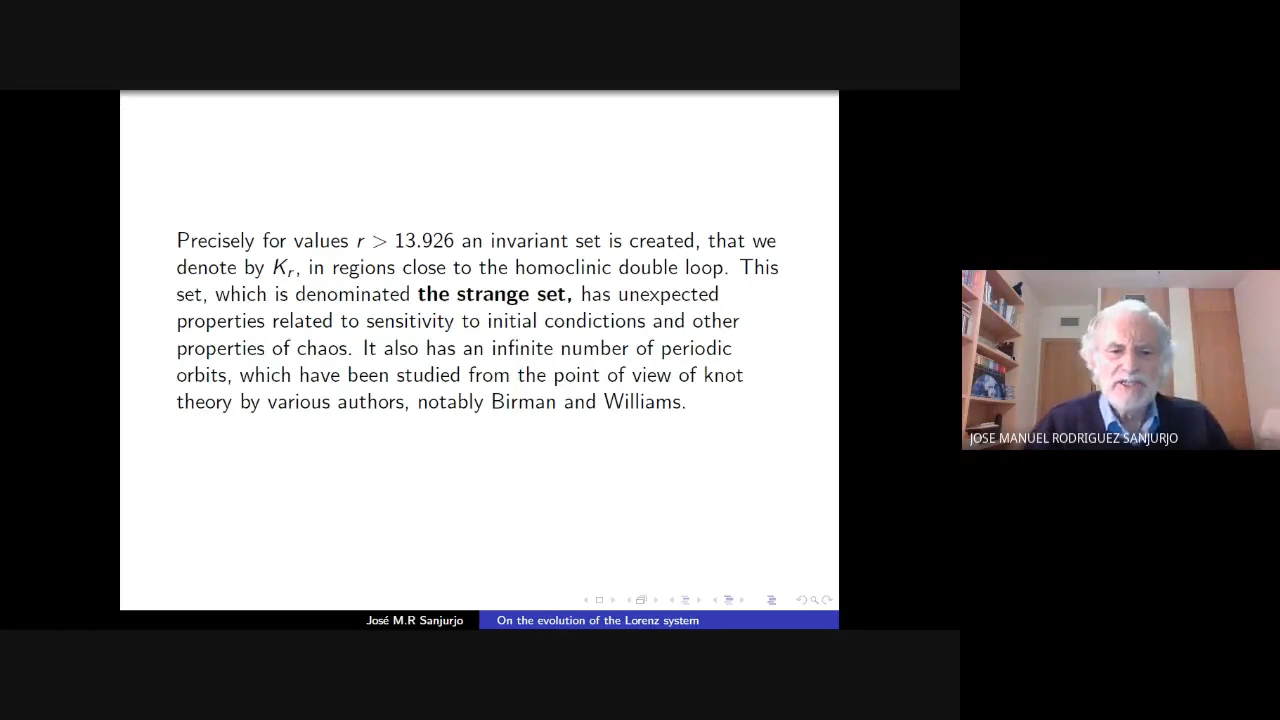 Precisely for values r > 13.926 an invariant set is created, that we
denote by Kr, in regions close to the homoclinic double loop. This
set, which is denominated the strange set, has unexpected
properties related to sensitivity to initial condictions and other
properties of chaos. It also has an infinite number of periodic
orbits, which have been studied from the point of view of knot
theory by various authors, notably Birman and Williams.
José M.R Sanjurjo
On the evolution of the Lorenz system
JOSE MANUEL RODRIGUEZ SANJURJO